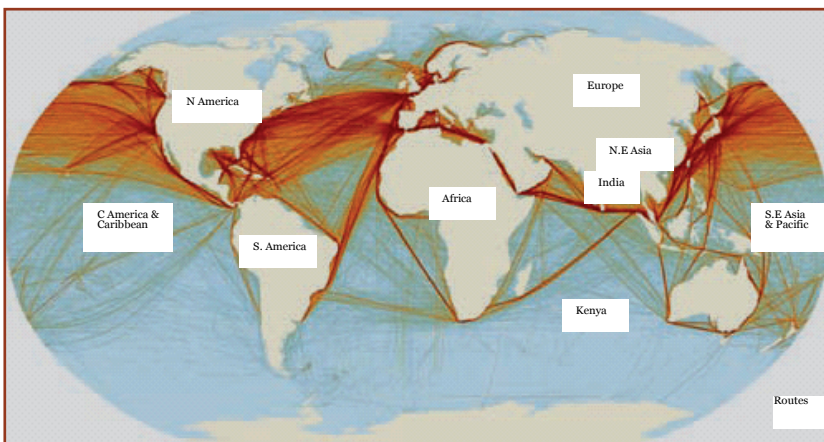 N America
Europe
N.E Asia
India
Africa
C America &
Caribbean
S.E Asia
& Pacific
S. America
Kenya
Routes